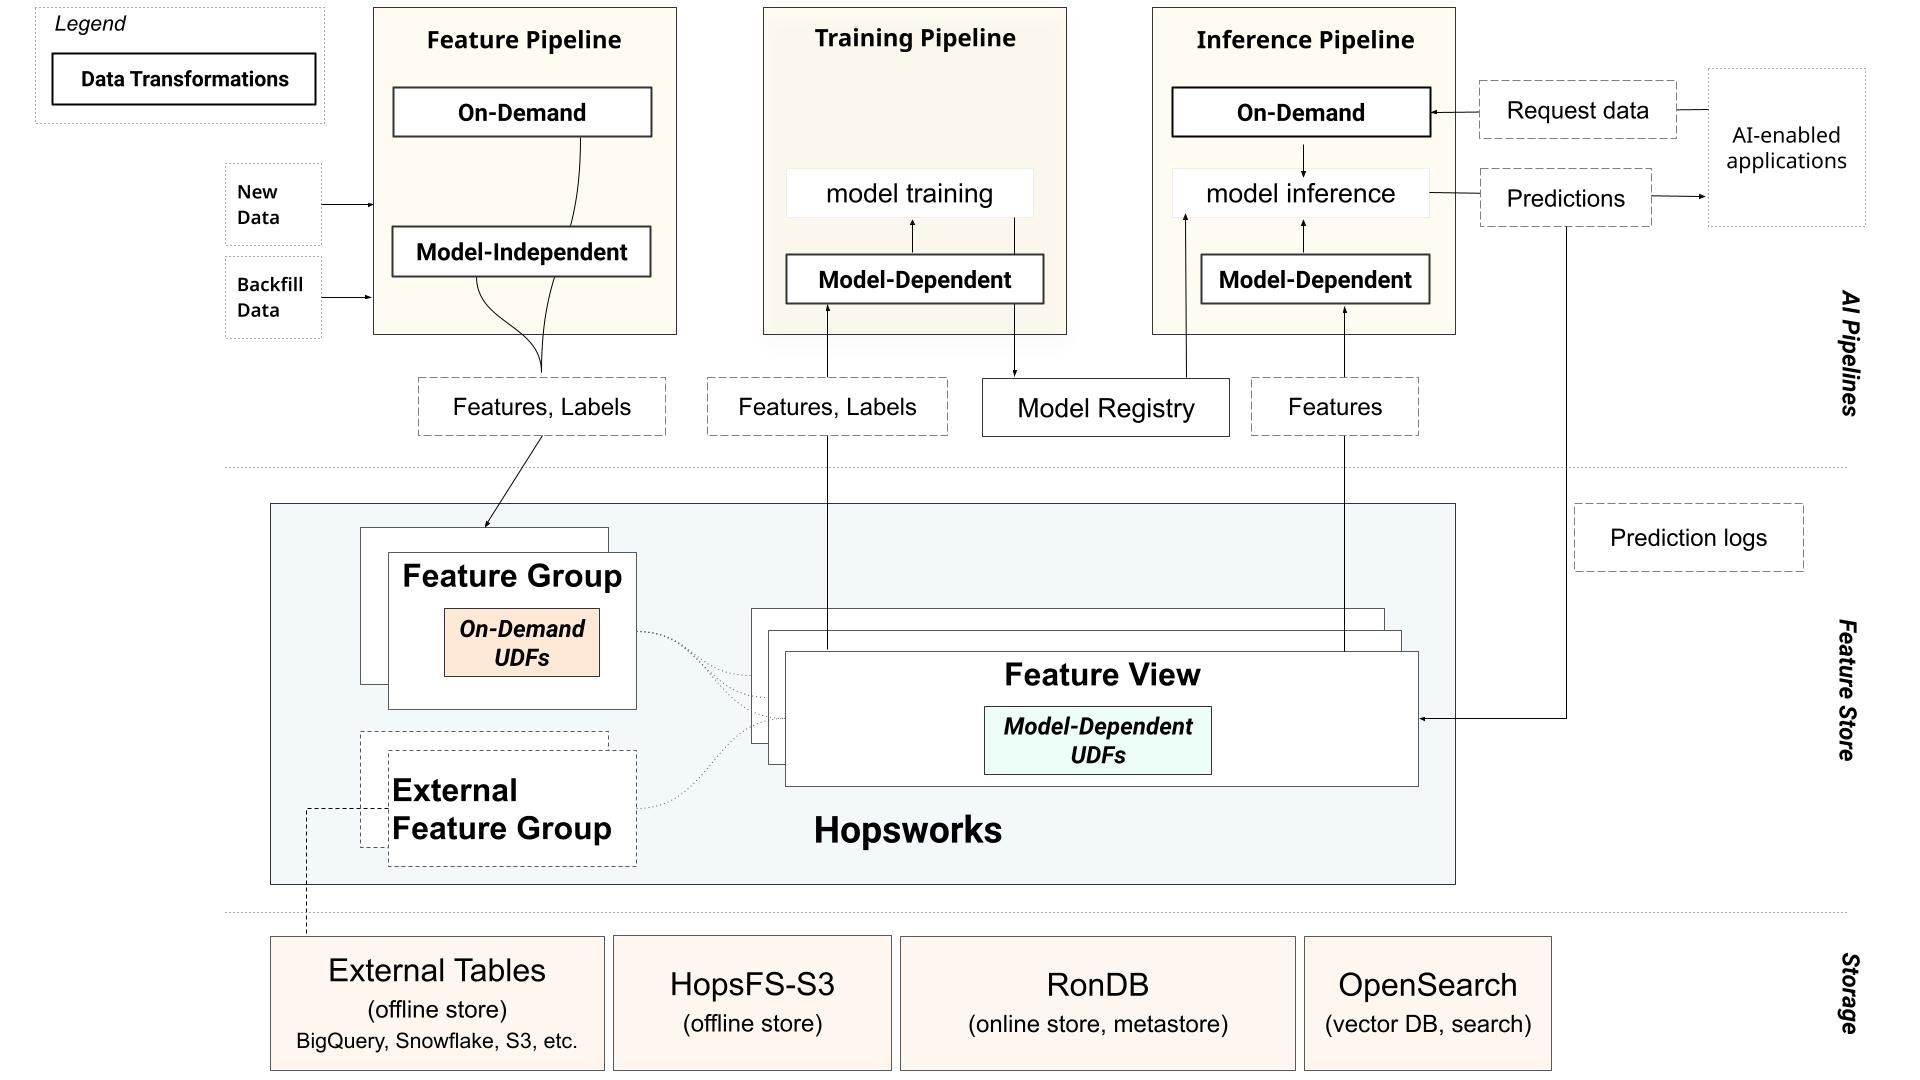 Legend
Data Transformations
Feature Pipeline
On-Demand
Model-Independent
New
Data
Backfill
Data
Training Pipeline
model training
Model-Dependent
Inference Pipeline
On-Demand
model inference
Model-Dependent
Request data
Predictions
AI-enabled
applications
AI Pipelines
Features, Labels
Features, Labels
Model Registry
Features
Feature Group
On-Demand
UDFs
External
Feature Group
Feature View
Model-Dependent
UDFs
Hopsworks
Prediction logs
Feature Store
External Tables
(offline store)
BigQuery, Snowflake, S3, etc.
HopsFS-S3
(offline store)
RonDB
(online store, metastore)
OpenSearch
(vector DB, search)
Storage